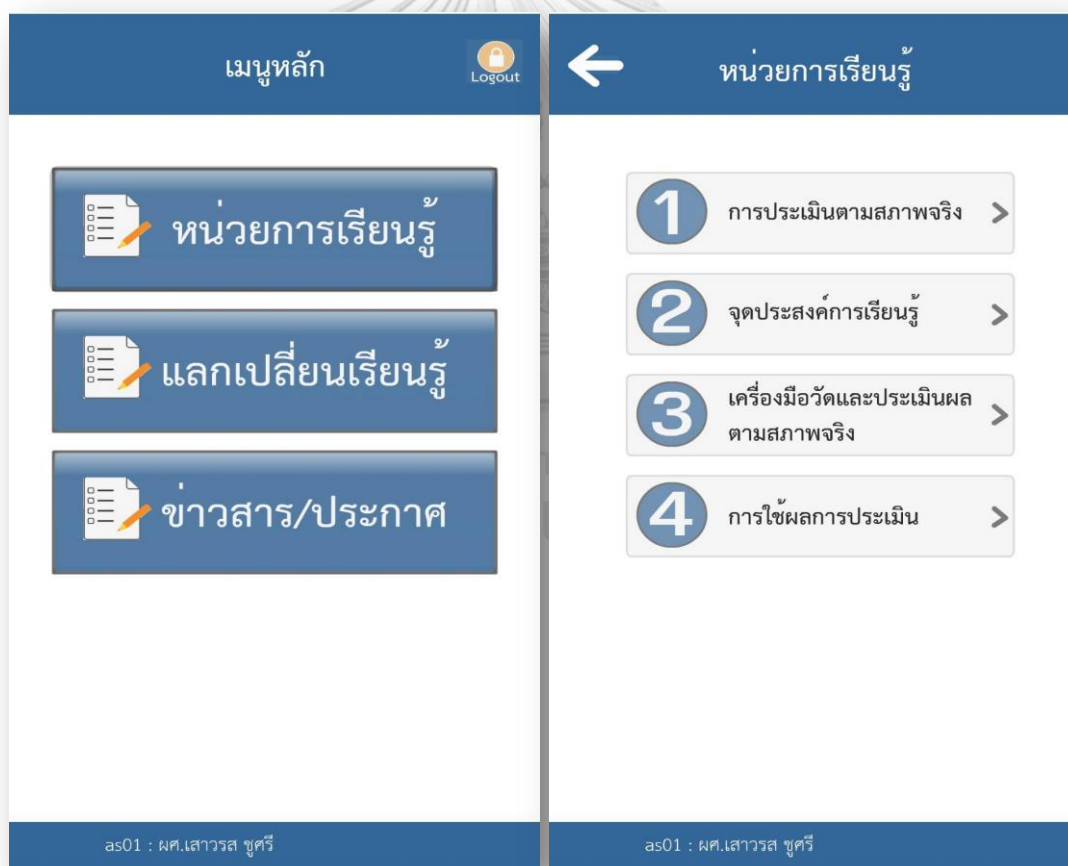 เมนูหลัก
Logout
หน่วยการเรียนรู้
แลกเปลี่ยนเรียนรู้
ข่าวสาร/ประกาศ
as01 : ผศ.เสาวรส ชูศรี
หน่วยการเรียนรู้
1 การประเมินตามสภาพจริง
2 จุดประสงค์การเรียนรู้
3 เครื่องมือวัดและประเมินผล
ตามสภาพจริง
4 การใช้ผลการประเมิน
as01 : ผศ.เสาวรส ชูศรี